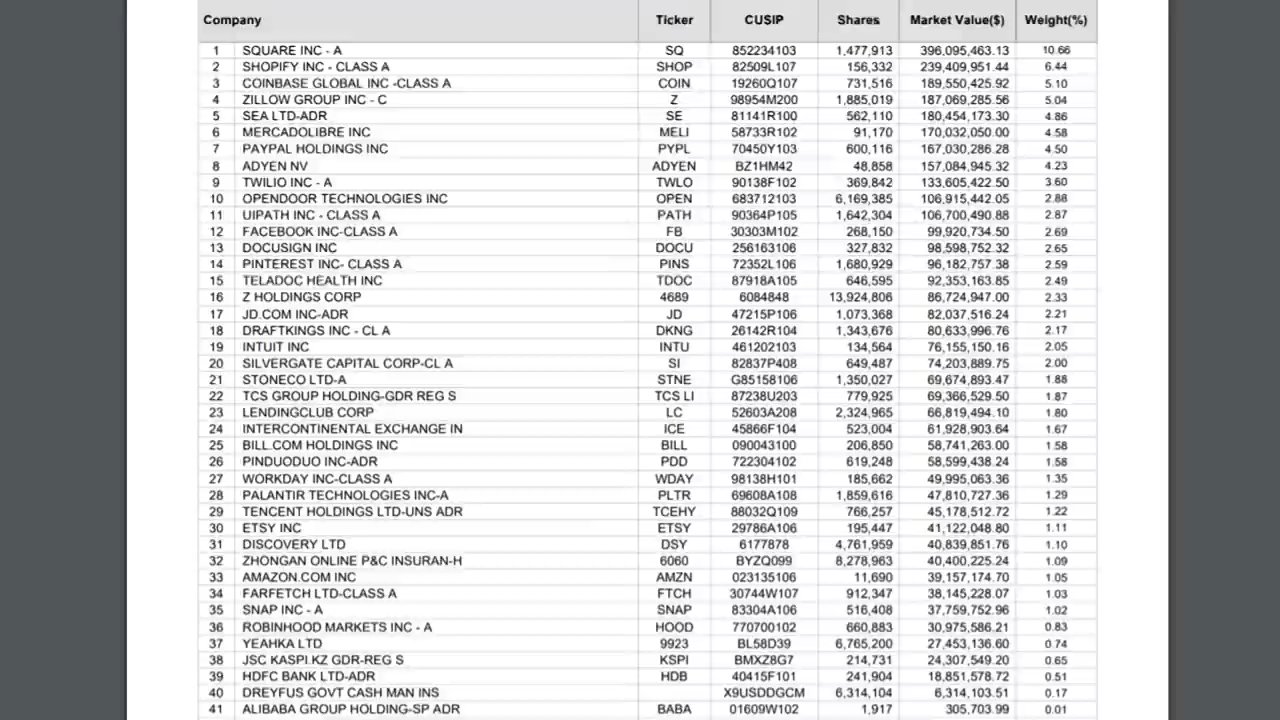 Company Ticker CUSIP Shares Market Value($) Weight(%)
1 SQUARE INC - A SQ 852234103 1,477,913 396,095,463.13 10.66
2 SHOPIFY INC - CLASS A SHOP 82509L107 156,332 239,409,951.44 6.44
3 COINBASE GLOBAL INC -CLASS A COIN 19260Q107 731,516 189,550,425.92 5.10
4 ZILLOW GROUP INC - C Z 98954M200 1,885,019 187,069,285.56 5.04
5 SEA LTD-ADR SE 81141R100 562,110 180,454,173.30 4.86
6 MERCADOLIBRE INC MELI 58733R102 91,170 170,032,050.00 4.58
7 PAYPAL HOLDINGS INC PYPL 70450Y103 600,116 167,030,286.28 4.50
8 ADYEN NV ADYEN BZ1HM42 48,858 157,084,945.32 4.23
9 TWILIO INC - A TWLO 90138F102 369,842 133,605,422.50 3.60
10 OPENDOOR TECHNOLOGIES INC OPEN 683712103 6,169,385 106,915,442.05 2.88
11 UIPATH INC - CLASS A PATH 90364P105 1,642,304 106,700,490.88 2.87
12 FACEBOOK INC-CLASS A FB 30303M102 268,150 99,920,734.50 2.69
13 DOCUSIGN INC DOCU 256163106 327,832 98,598,752.32 2.65
14 PINTEREST INC- CLASS A PINS 72352L106 1,680,929 96,182,757.38 2.59
15 TELADOC HEALTH INC TDOC 87918A105 646,595 92,353,163.85 2.49
16 Z HOLDINGS CORP 4689 6084848 13,924,806 86,724,947.00 2.33
17 JD.COM INC-ADR JD 47215P106 1,073,368 82,037,516.24 2.21
18 DRAFTKINGS INC - CL A DKNG 26142R104 1,343,676 80,633,996.76 2.17
19 INTUIT INC INTU 461202103 134,564 76,155,150.16 2.05
20 SILVERGATE CAPITAL CORP-CL A SI 82837P408 649,487 74,203,889.75 2.00
21 STONECO LTD-A STNE G85158106 1,350,027 69,674,893.47 1.88
22 TCS GROUP HOLDING-GDR REG S TCS LI 87238U203 779,925 69,366,529.50 1.87
23 LENDINGCLUB CORP LC 52603A208 2,324,965 66,819,494.10 1.80
24 INTERCONTINENTAL EXCHANGE IN ICE 45866F104 523,004 61,928,903.64 1.67
25 BILL.COM HOLDINGS INC BILL 090043100 206,850 58,741,263.00 1.58
26 PINDUODUO INC-ADR PDD 722304102 619,248 58,599,438.24 1.58
27 WORKDAY INC-CLASS A WDAY 98138H101 185,662 49,995,063.36 1.35
28 PALANTIR TECHNOLOGIES INC-A PLTR 69608A108 1,859,616 47,810,727.36 1.29
29 TENCENT HOLDINGS LTD-UNS ADR TCEHY 88032Q109 766,257 45,178,512.72 1.22
30 ETSY INC ETSY 29786A106 195,447 41,122,048.80 1.11
31 DISCOVERY LTD DSY 6177878 4,761,959 40,839,851.76 1.10
32 ZHONGAN ONLINE P&C INSURAN-H 6060 BYZQ099 8,278,963 40,400,225.24 1.09
33 AMAZON.COM INC AMZN 023135106 11,690 39,157,174.70 1.05
34 FARFETCH LTD-CLASS A FTCH 30744W107 912,347 38,145,228.07 1.03
35 SNAP INC - A SNAP 83304A106 516,408 37,759,752.96 1.02
36 ROBINHOOD MARKETS INC - A HOOD 770700102 660,883 30,975,586.21 0.83
37 YEAHKA LTD 9923 BL58D39 6,765,200 27,453,136.60 0.74
38 JSC KASPI.KZ GDR-REG S KSPI BMXZ8G7 214,731 24,307,549.20 0.65
39 HDFC BANK LTD-ADR HDB 40415F101 241,904 18,851,578.72 0.51
40 DREYFUS GOVT CASH MAN INS X9USDDGCM 6,314,104 6,314,103.51 0.17
41 ALIBABA GROUP HOLDING-SP ADR BABA 01609W102 1,917 305,703.99 0.01